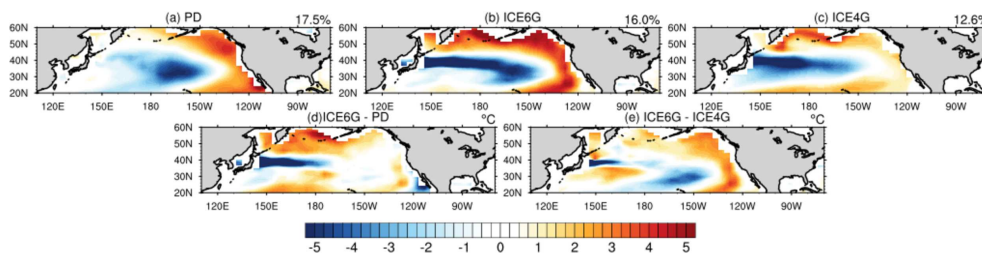 (a) PD 17.5%
(b) ICE6G 16.0%
(c) ICE4G 12.6%
60N
50N
40N
30N
20N
120E 150E 180 150W 120W 90W
60N
50N
40N
30N
20N
120E 150E 180 150W 120W 90W
60N
50N
40N
30N
20N
120E 150E 180 150W 120W 90W
(d)ICE6G - PD °C
(e) ICE6G - ICE4G °C
60N
50N
40N
30N
20N
120E 150E 180 150W 120W 90W
60N
50N
40N
30N
20N
120E 150E 180 150W 120W 90W
-5 -4 -3 -2 -1 0 1 2 3 4 5